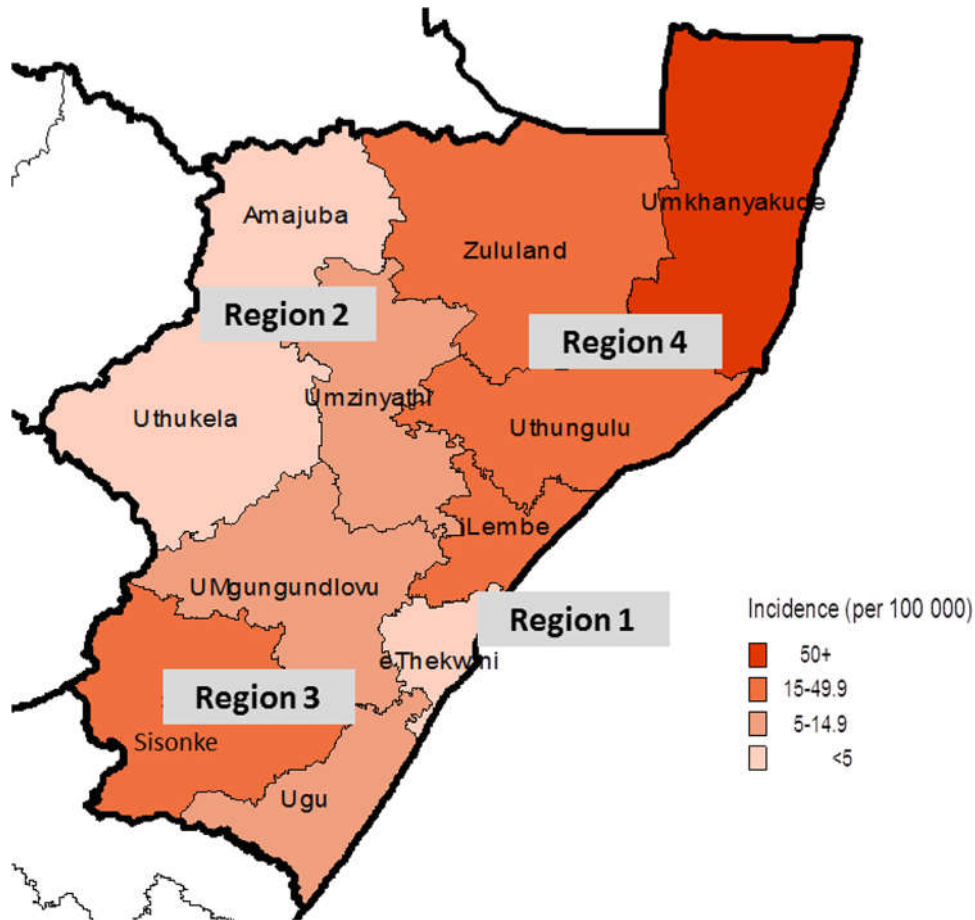 Amajuba
Umkhanyakude
Zululand
Region 2
Region 4
Umzinyathi
Uthukela
Uthungulu
iLembe
UMgungundlovu
Region 1
eThekwini
Region 3
Sisonke
Ugu
Incidence (per 100 000)
50+
15-49.9
5-14.9
<5